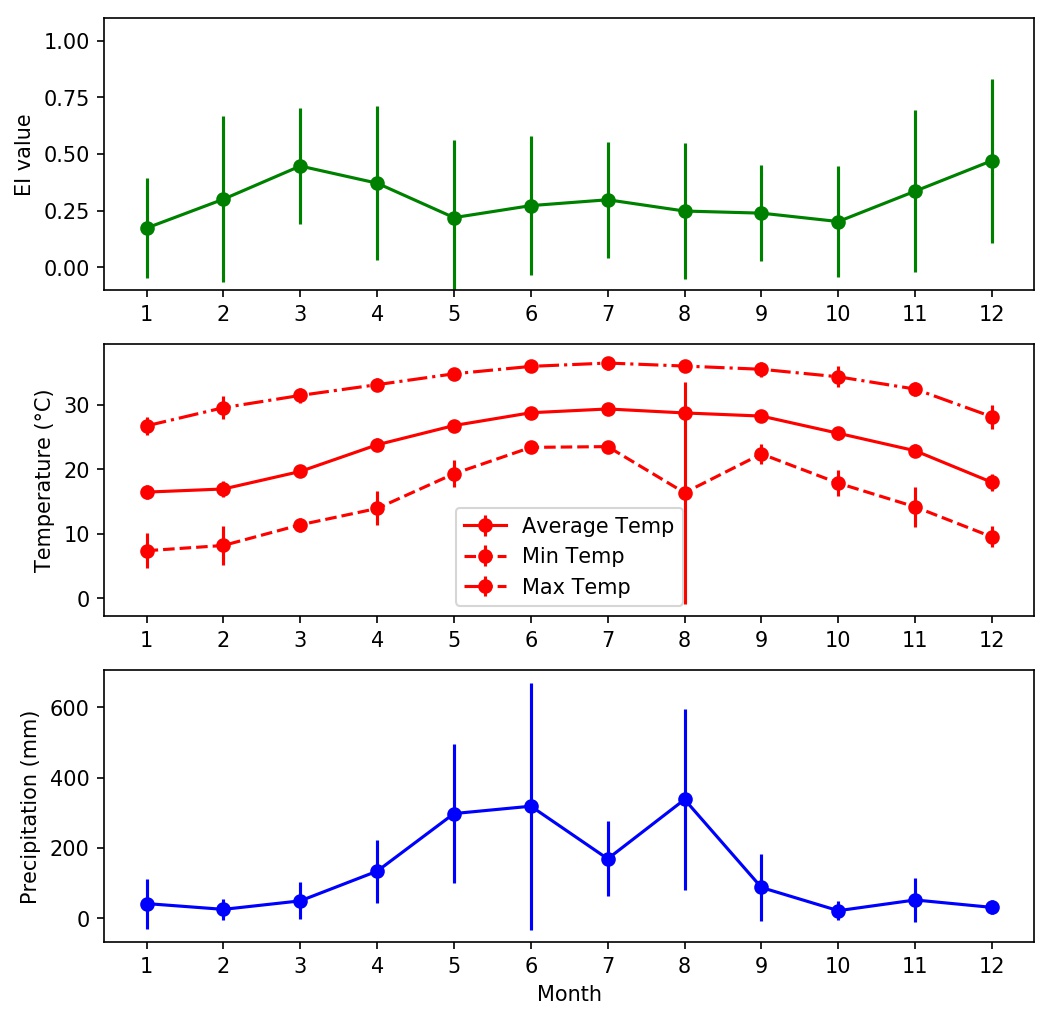 EI value
1.00
0.75
0.50
0.25
0.00
1 2 3 4 5 6 7 8 9 10 11 12
Temperature (°C)
30
20
10
0
Average Temp
Min Temp
Max Temp
1 2 3 4 5 6 7 8 9 10 11 12
Precipitation (mm)
600
400
200
0
1 2 3 4 5 6 7 8 9 10 11 12
Month